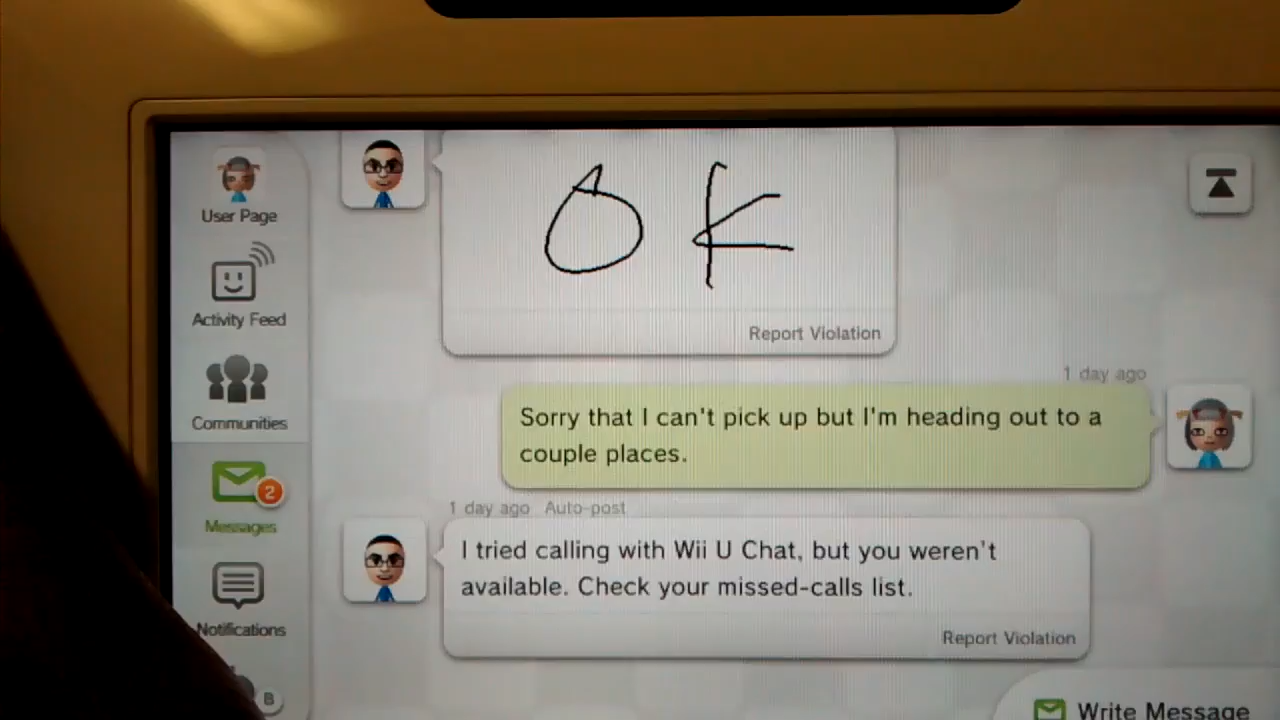 User Page
Activity Feed
Communities
2
Messages
Notifications
B
OK
Report Violation
1 day ago
Sorry that I can't pick up but I'm heading out to a
couple places.
1 day ago Auto-post
I tried calling with Wii U Chat, but you weren't
available. Check your missed-calls list.
Report Violation
Write Message